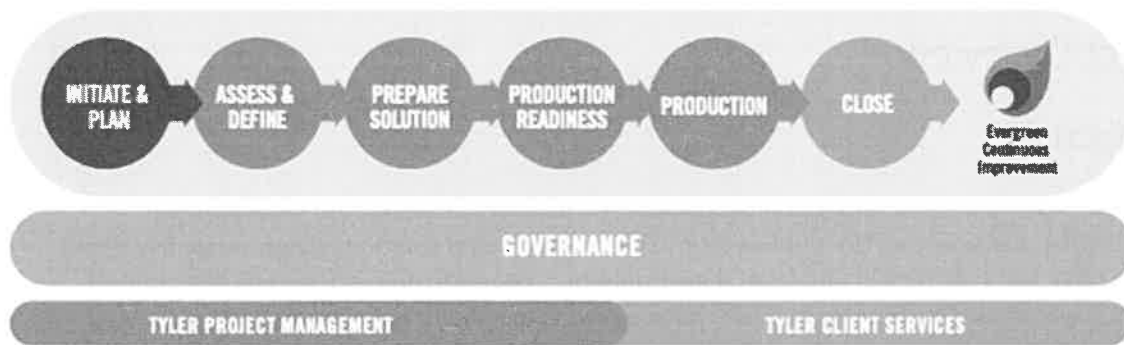 INITIATE &
PLAN
ASSESS &
DEFINE
PREPARE
SOLUTION
PRODUCTION
READINESS
PRODUCTION
CLOSE
Evergreen
Continuous
Improvement
GOVERNANCE
TYLER PROJECT MANAGEMENT
TYLER CLIENT SERVICES